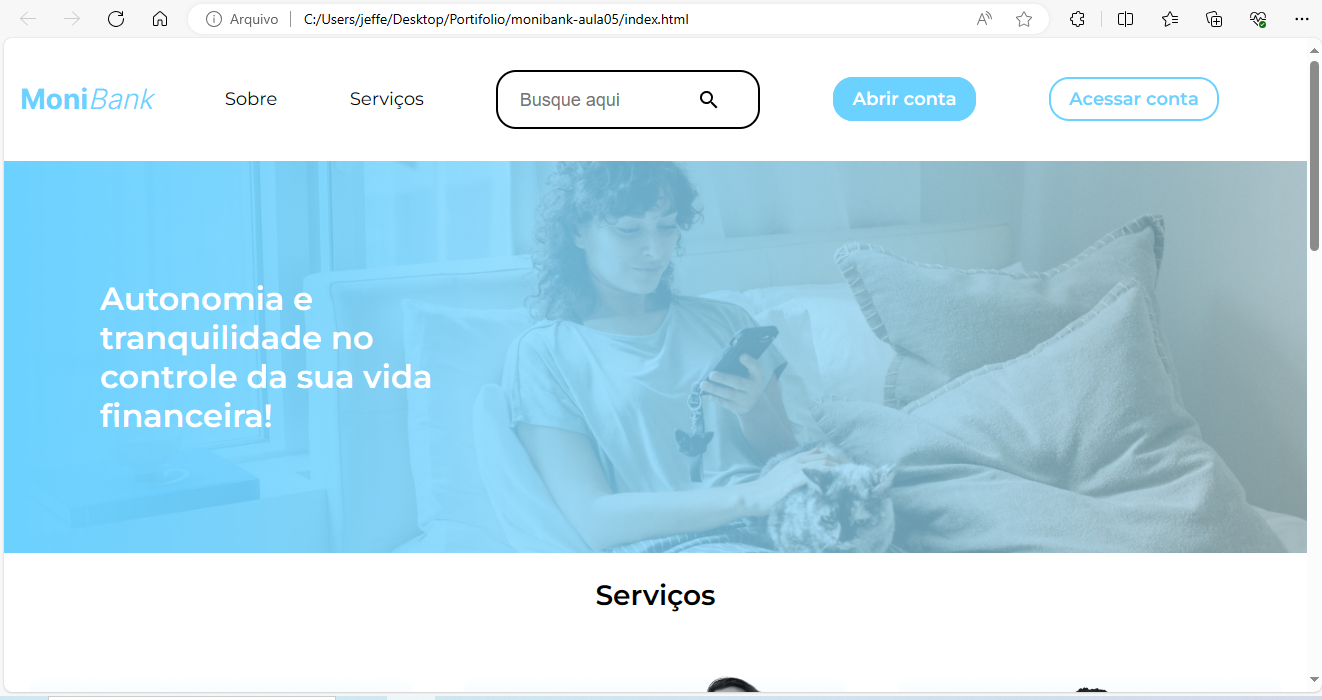 Arquivo C:/Users/jeffe/Desktop/Portifolio/monibank-aula05/index.html
MoniBank Sobre Serviços Busque aqui Abrir conta Acessar conta
Autonomia e
tranquilidade no
controle da sua vida
financeira!
Serviços